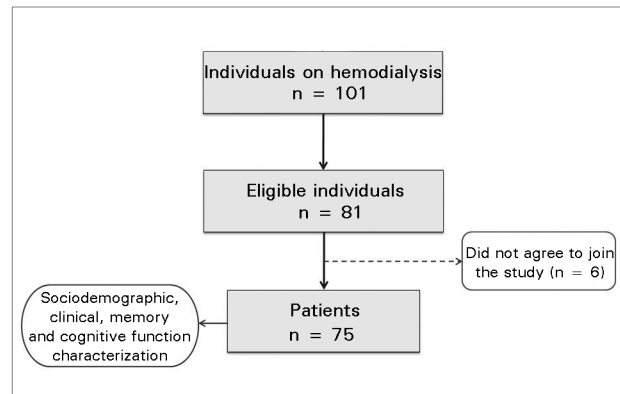 Individuals on hemodialysis
n = 101
Eligible individuals
n = 81
Did not agree to join
the study (n = 6)
Sociodemographic,
clinical, memory
and cognitive function
characterization
Patients
n = 75